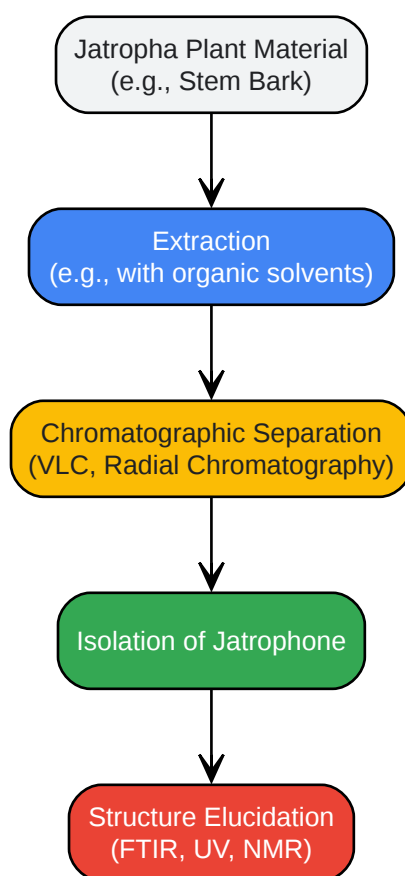 Jatropha Plant Material
(e.g., Stem Bark)
Extraction
(e.g., with organic solvents)
Chromatographic Separation
(VLC, Radial Chromatography)
Isolation of Jatrophone
Structure Elucidation
(FTIR, UV, NMR)